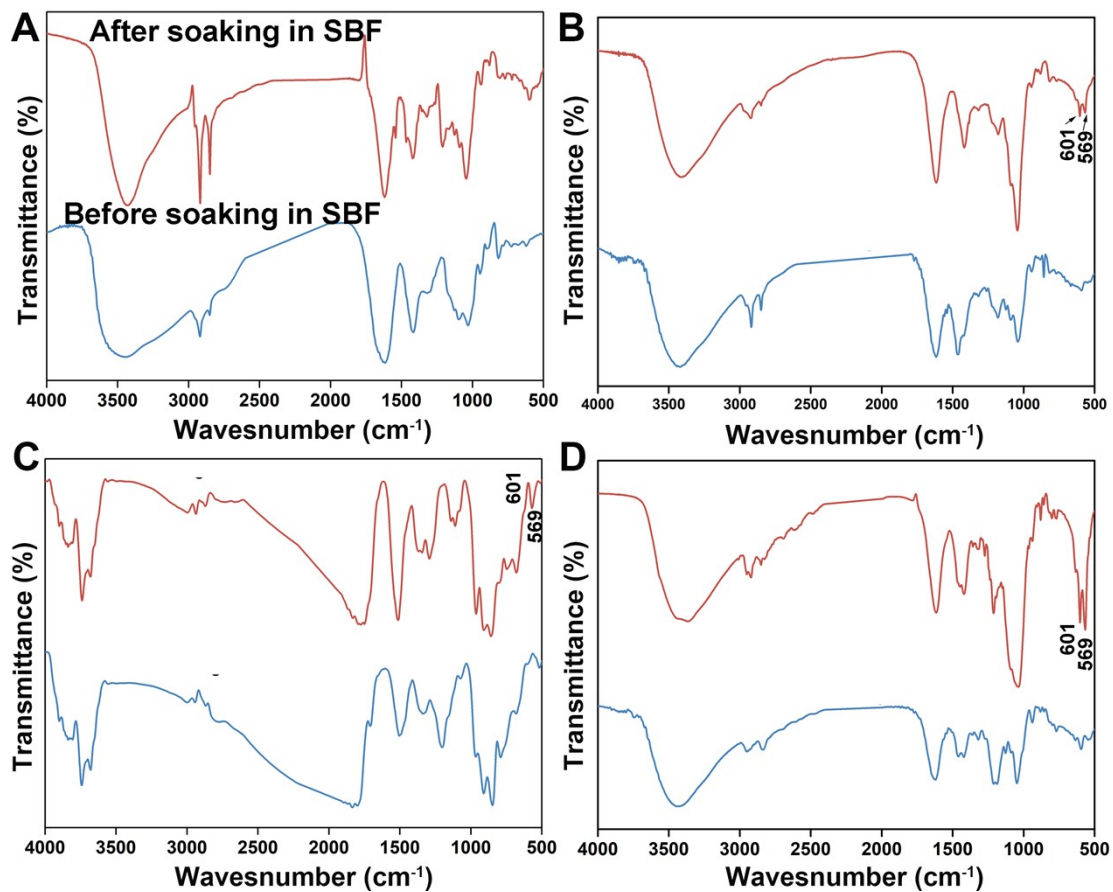 A
After soaking in SBF
Before soaking in SBF
Transmittance (%)
4000 3500 3000 2500 2000 1500 1000 500
Wavesnumber (cm⁻¹)
B
601
569
Transmittance (%)
4000 3500 3000 2500 2000 1500 1000 500
Wavesnumber (cm⁻¹)
C
601
569
Transmittance (%)
4000 3500 3000 2500 2000 1500 1000 500
Wavesnumber (cm⁻¹)
D
601
569
Transmittance (%)
4000 3500 3000 2500 2000 1500 1000 500
Wavesnumber (cm⁻¹)